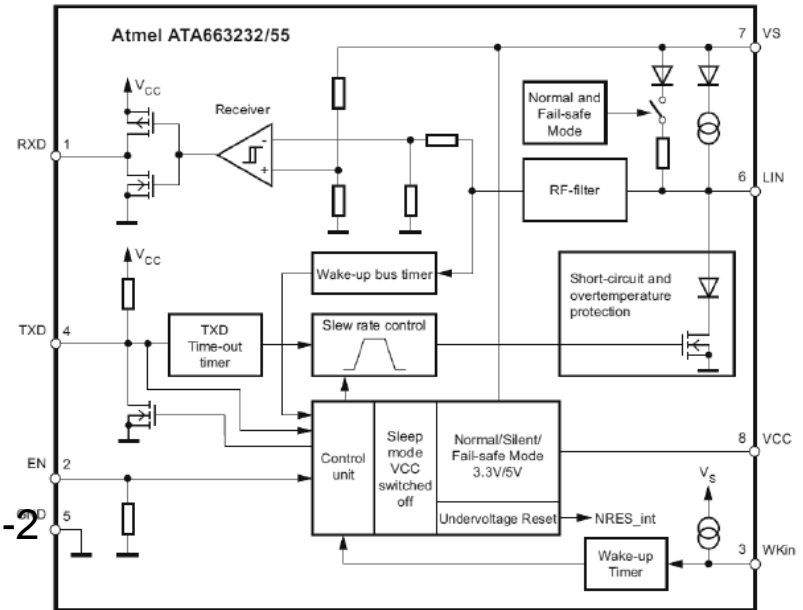 Atmel ATA663232/55
7 VS
VCC
Receiver
Normal and
Fail-safe
Mode
RXD 1
-
+
6 LIN
RF-filter
VCC
Wake-up bus timer
Short-circuit and
overtemperature
protection
TXD 4
TXD
Time-out
timer
Slew rate control
Control
unit
Sleep
mode
VCC
switched
off
Normal/Silent/
Fail-safe Mode
3.3V/5V
8 VCC
EN 2
VS
Undervoltage Reset
NRES_int
-2
5
Wake-up
Timer
3 WKin